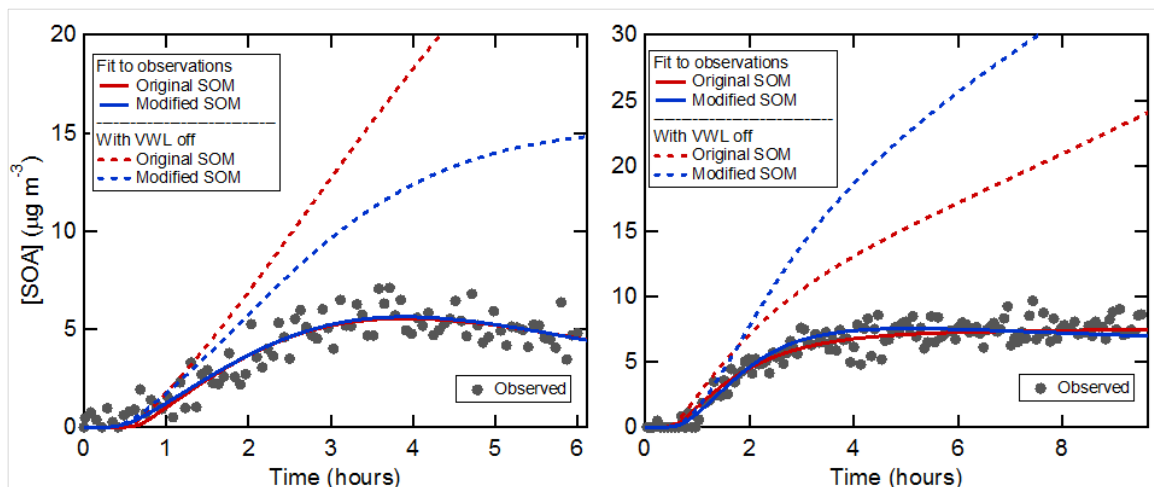 20
15
10
5
0
[SOA] (µg m⁻³)
Fit to observations
Original SOM
Modified SOM
With VWL off
Original SOM
Modified SOM
Observed
0 1 2 3 4 5 6
Time (hours)
30
25
20
15
10
5
0
Fit to observations
Original SOM
Modified SOM
With VWL off
Original SOM
Modified SOM
Observed
0 2 4 6 8
Time (hours)